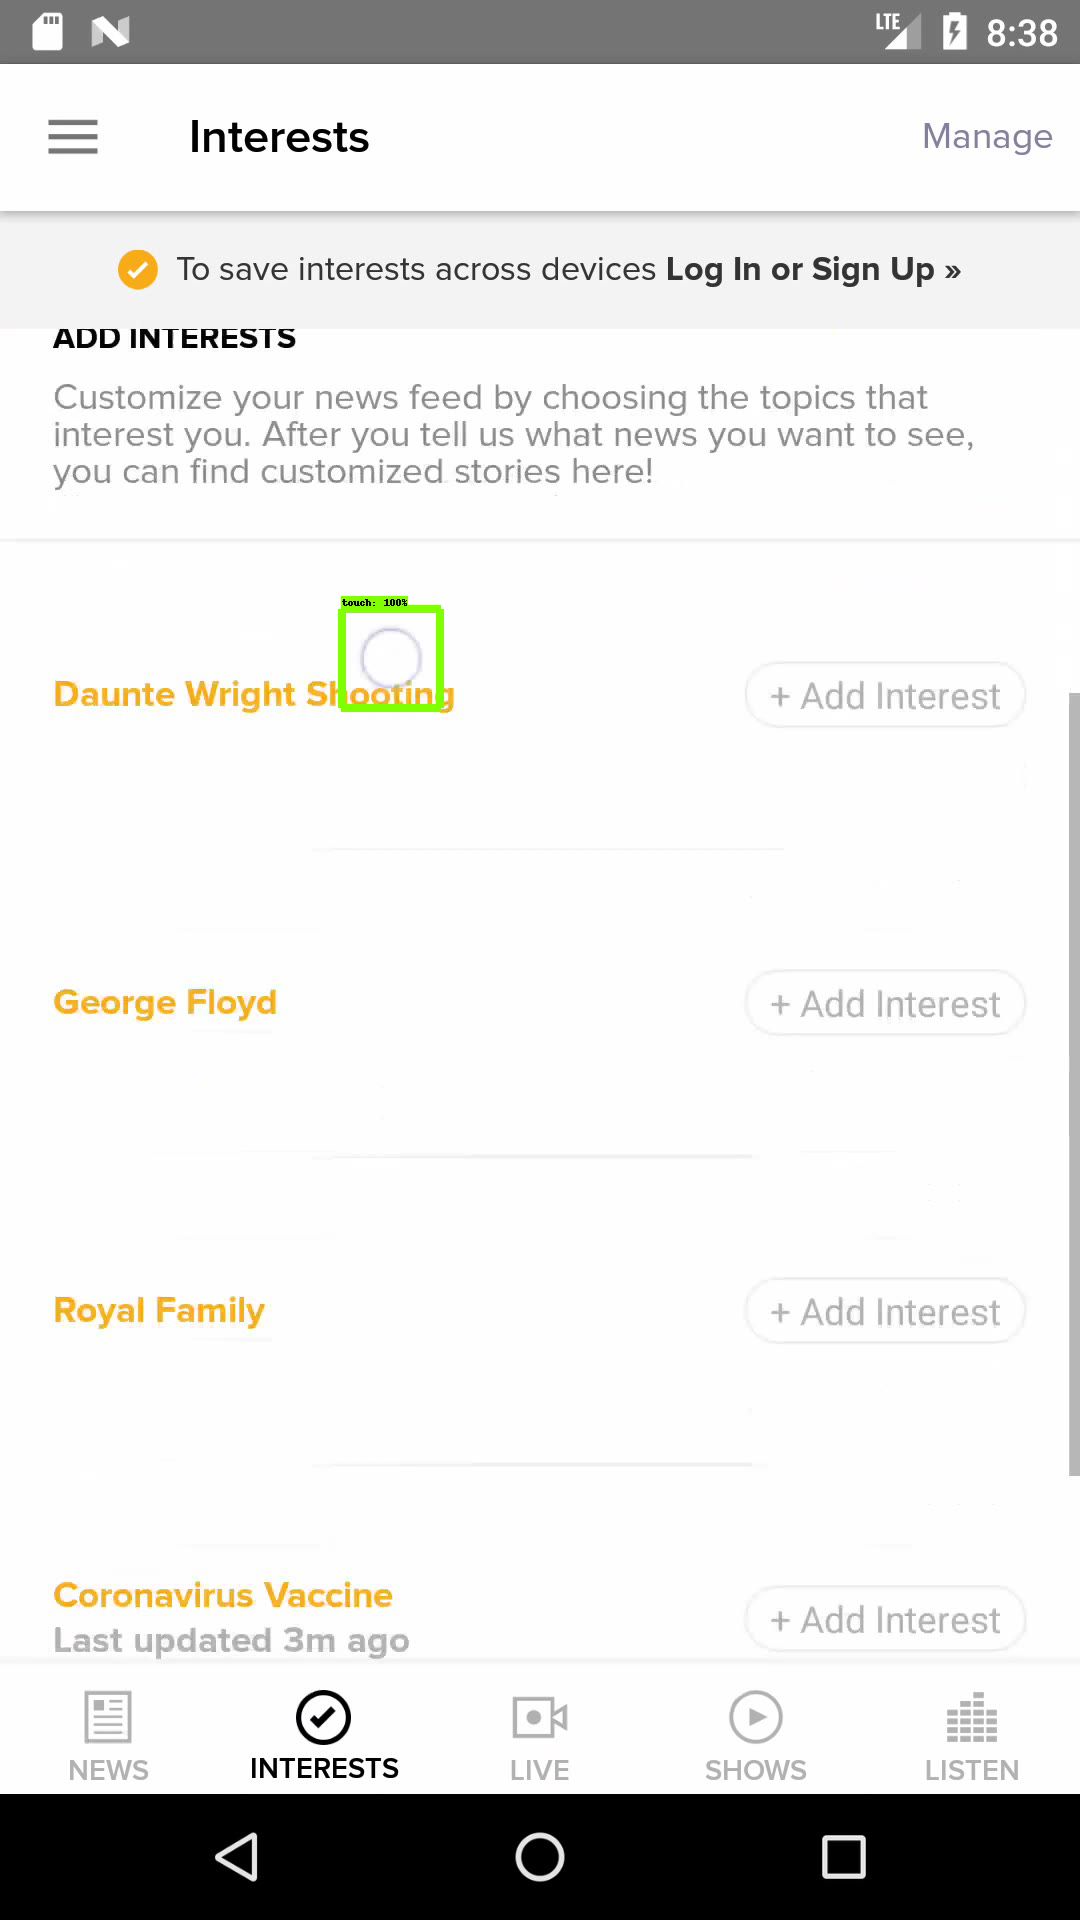 LTE 8:38
Interests Manage
To save interests across devices Log In or Sign Up »
ADD INTERESTS
Customize your news feed by choosing the topics that
interest you. After you tell us what news you want to see,
you can find customized stories here!
touch: 100%
Daunte Wright Shooting + Add Interest
George Floyd + Add Interest
Royal Family + Add Interest
Coronavirus Vaccine + Add Interest
Last updated 3m ago
NEWS INTERESTS LIVE SHOWS LISTEN